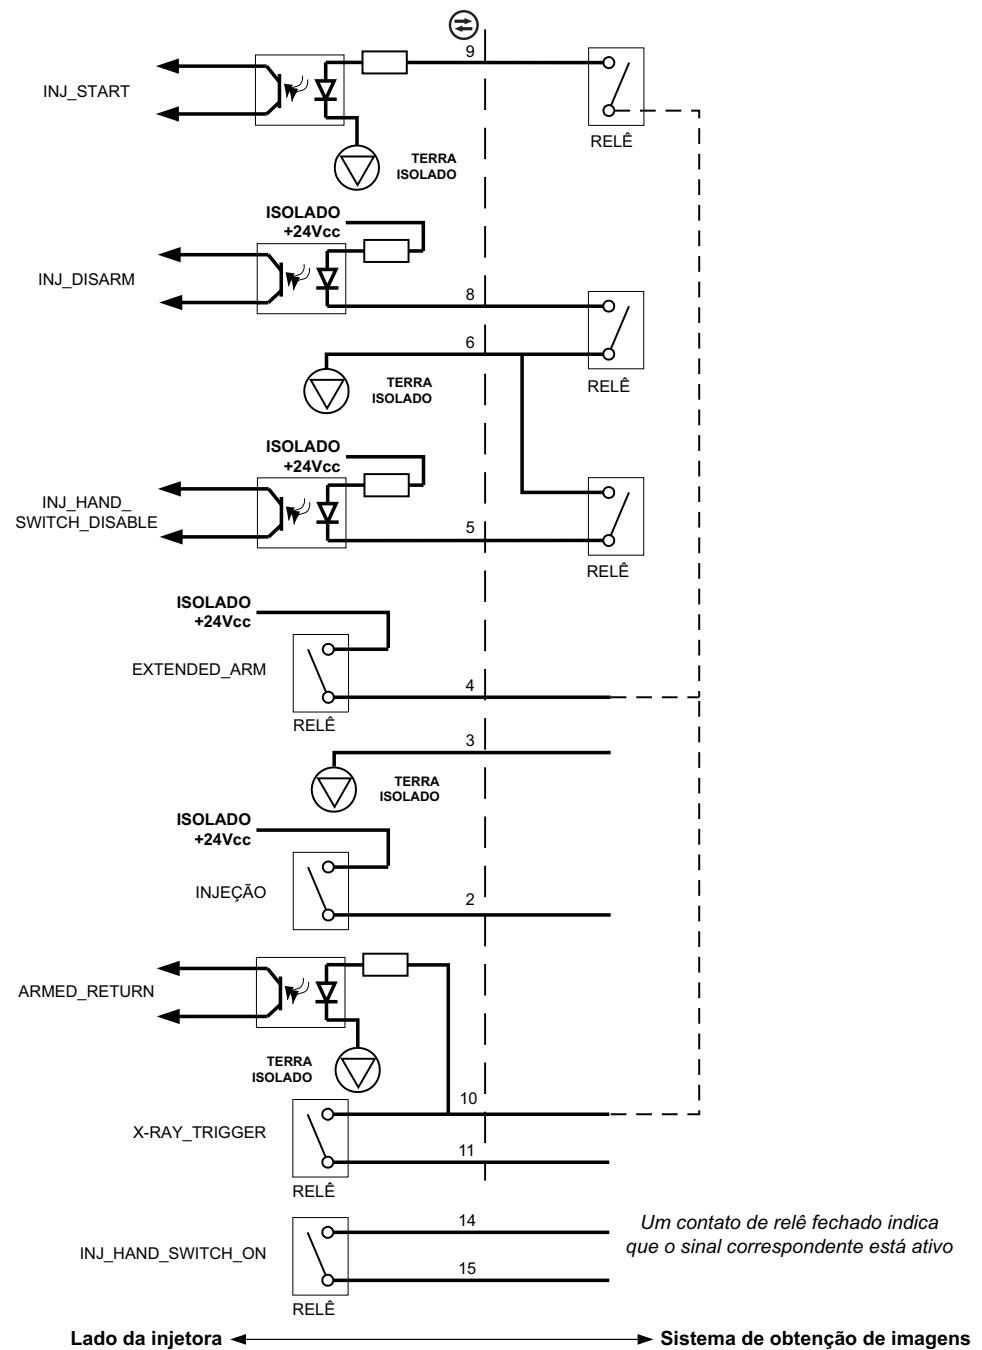 9
INJ_START
RELÊ
TERRA
ISOLADO
ISOLADO
+24Vcc
INJ_DISARM
8
6
TERRA
ISOLADO
RELÊ
ISOLADO
+24Vcc
INJ_HAND_
SWITCH_DISABLE
5
RELÊ
ISOLADO
+24Vcc
EXTENDED_ARM
4
RELÊ
3
TERRA
ISOLADO
ISOLADO
+24Vcc
INJEÇÃO
2
ARMED_RETURN
TERRA
ISOLADO
10
X-RAY_TRIGGER
11
RELÊ
14
INJ_HAND_SWITCH_ON
15
RELÊ
Um contato de relê fechado indica
que o sinal correspondente está ativo
Lado da injetora
Sistema de obtenção de imagens